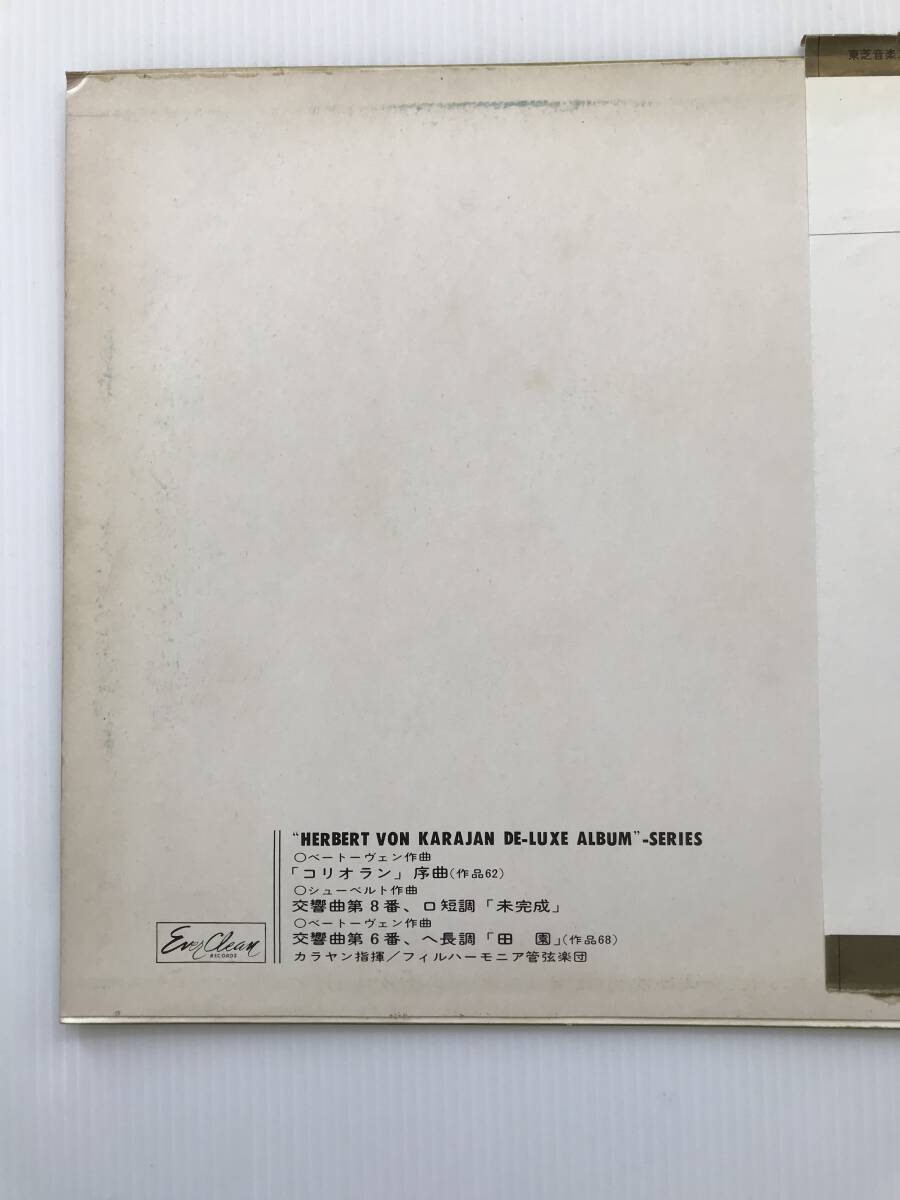 東芝音楽
“HERBERT VON KARAJAN DE-LUXE ALBUM”-SERIES
○ベートーヴェン作曲
「コリオラン」序曲(作品62)
○シューベルト作曲
交響曲第8番、ロ短調「未完成」
○ベートーヴェン作曲
交響曲第6番、ヘ長調「田　園」(作品68)
カラヤン指揮/フィルハーモニア管弦楽団
Ever Clean
RECORDS